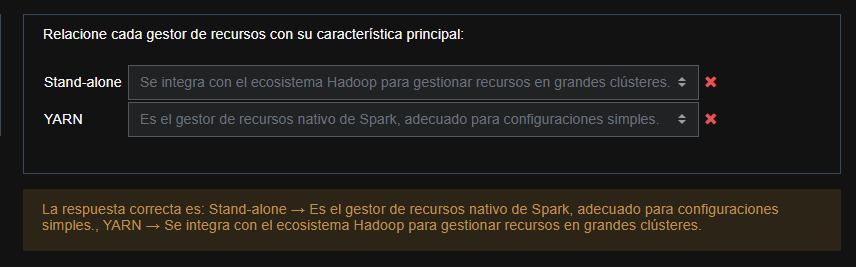 Relacione cada gestor de recursos con su característica principal:
Stand-alone Se integra con el ecosistema Hadoop para gestionar recursos en grandes clústeres.
YARN Es el gestor de recursos nativo de Spark, adecuado para configuraciones simples.
La respuesta correcta es: Stand-alone → Es el gestor de recursos nativo de Spark, adecuado para configuraciones
simples., YARN → Se integra con el ecosistema Hadoop para gestionar recursos en grandes clústeres.